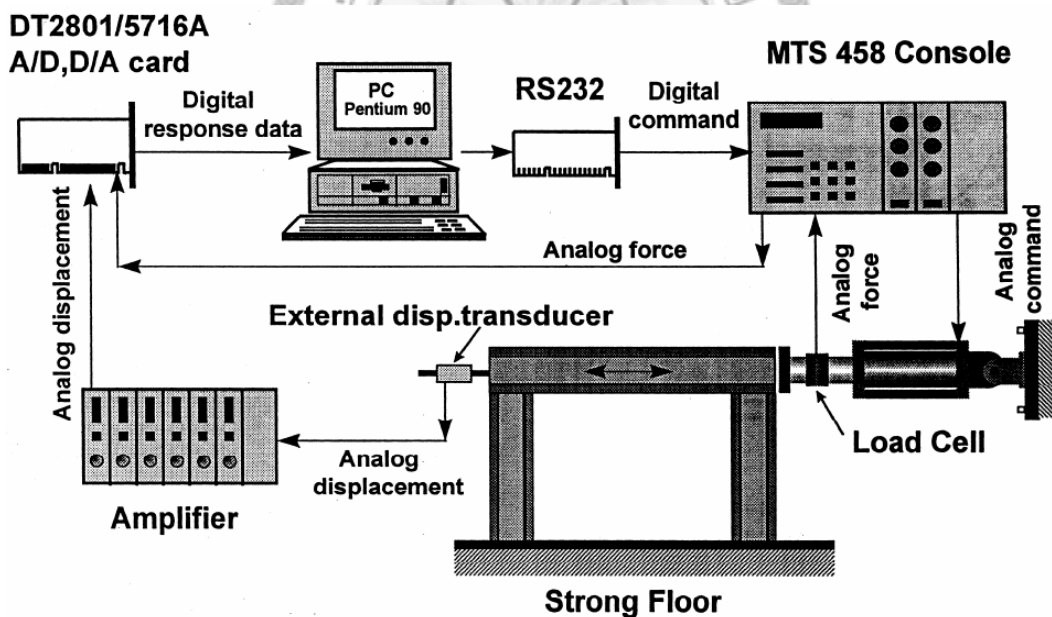 DT2801/5716A
A/D,D/A card
MTS 458 Console
Digital
response data
PC
Pentium 90
RS232
Digital
command
Analog displacement
Analog force
Analog
force
Analog
command
External disp.transducer
Load Cell
Analog
displacement
Amplifier
Strong Floor